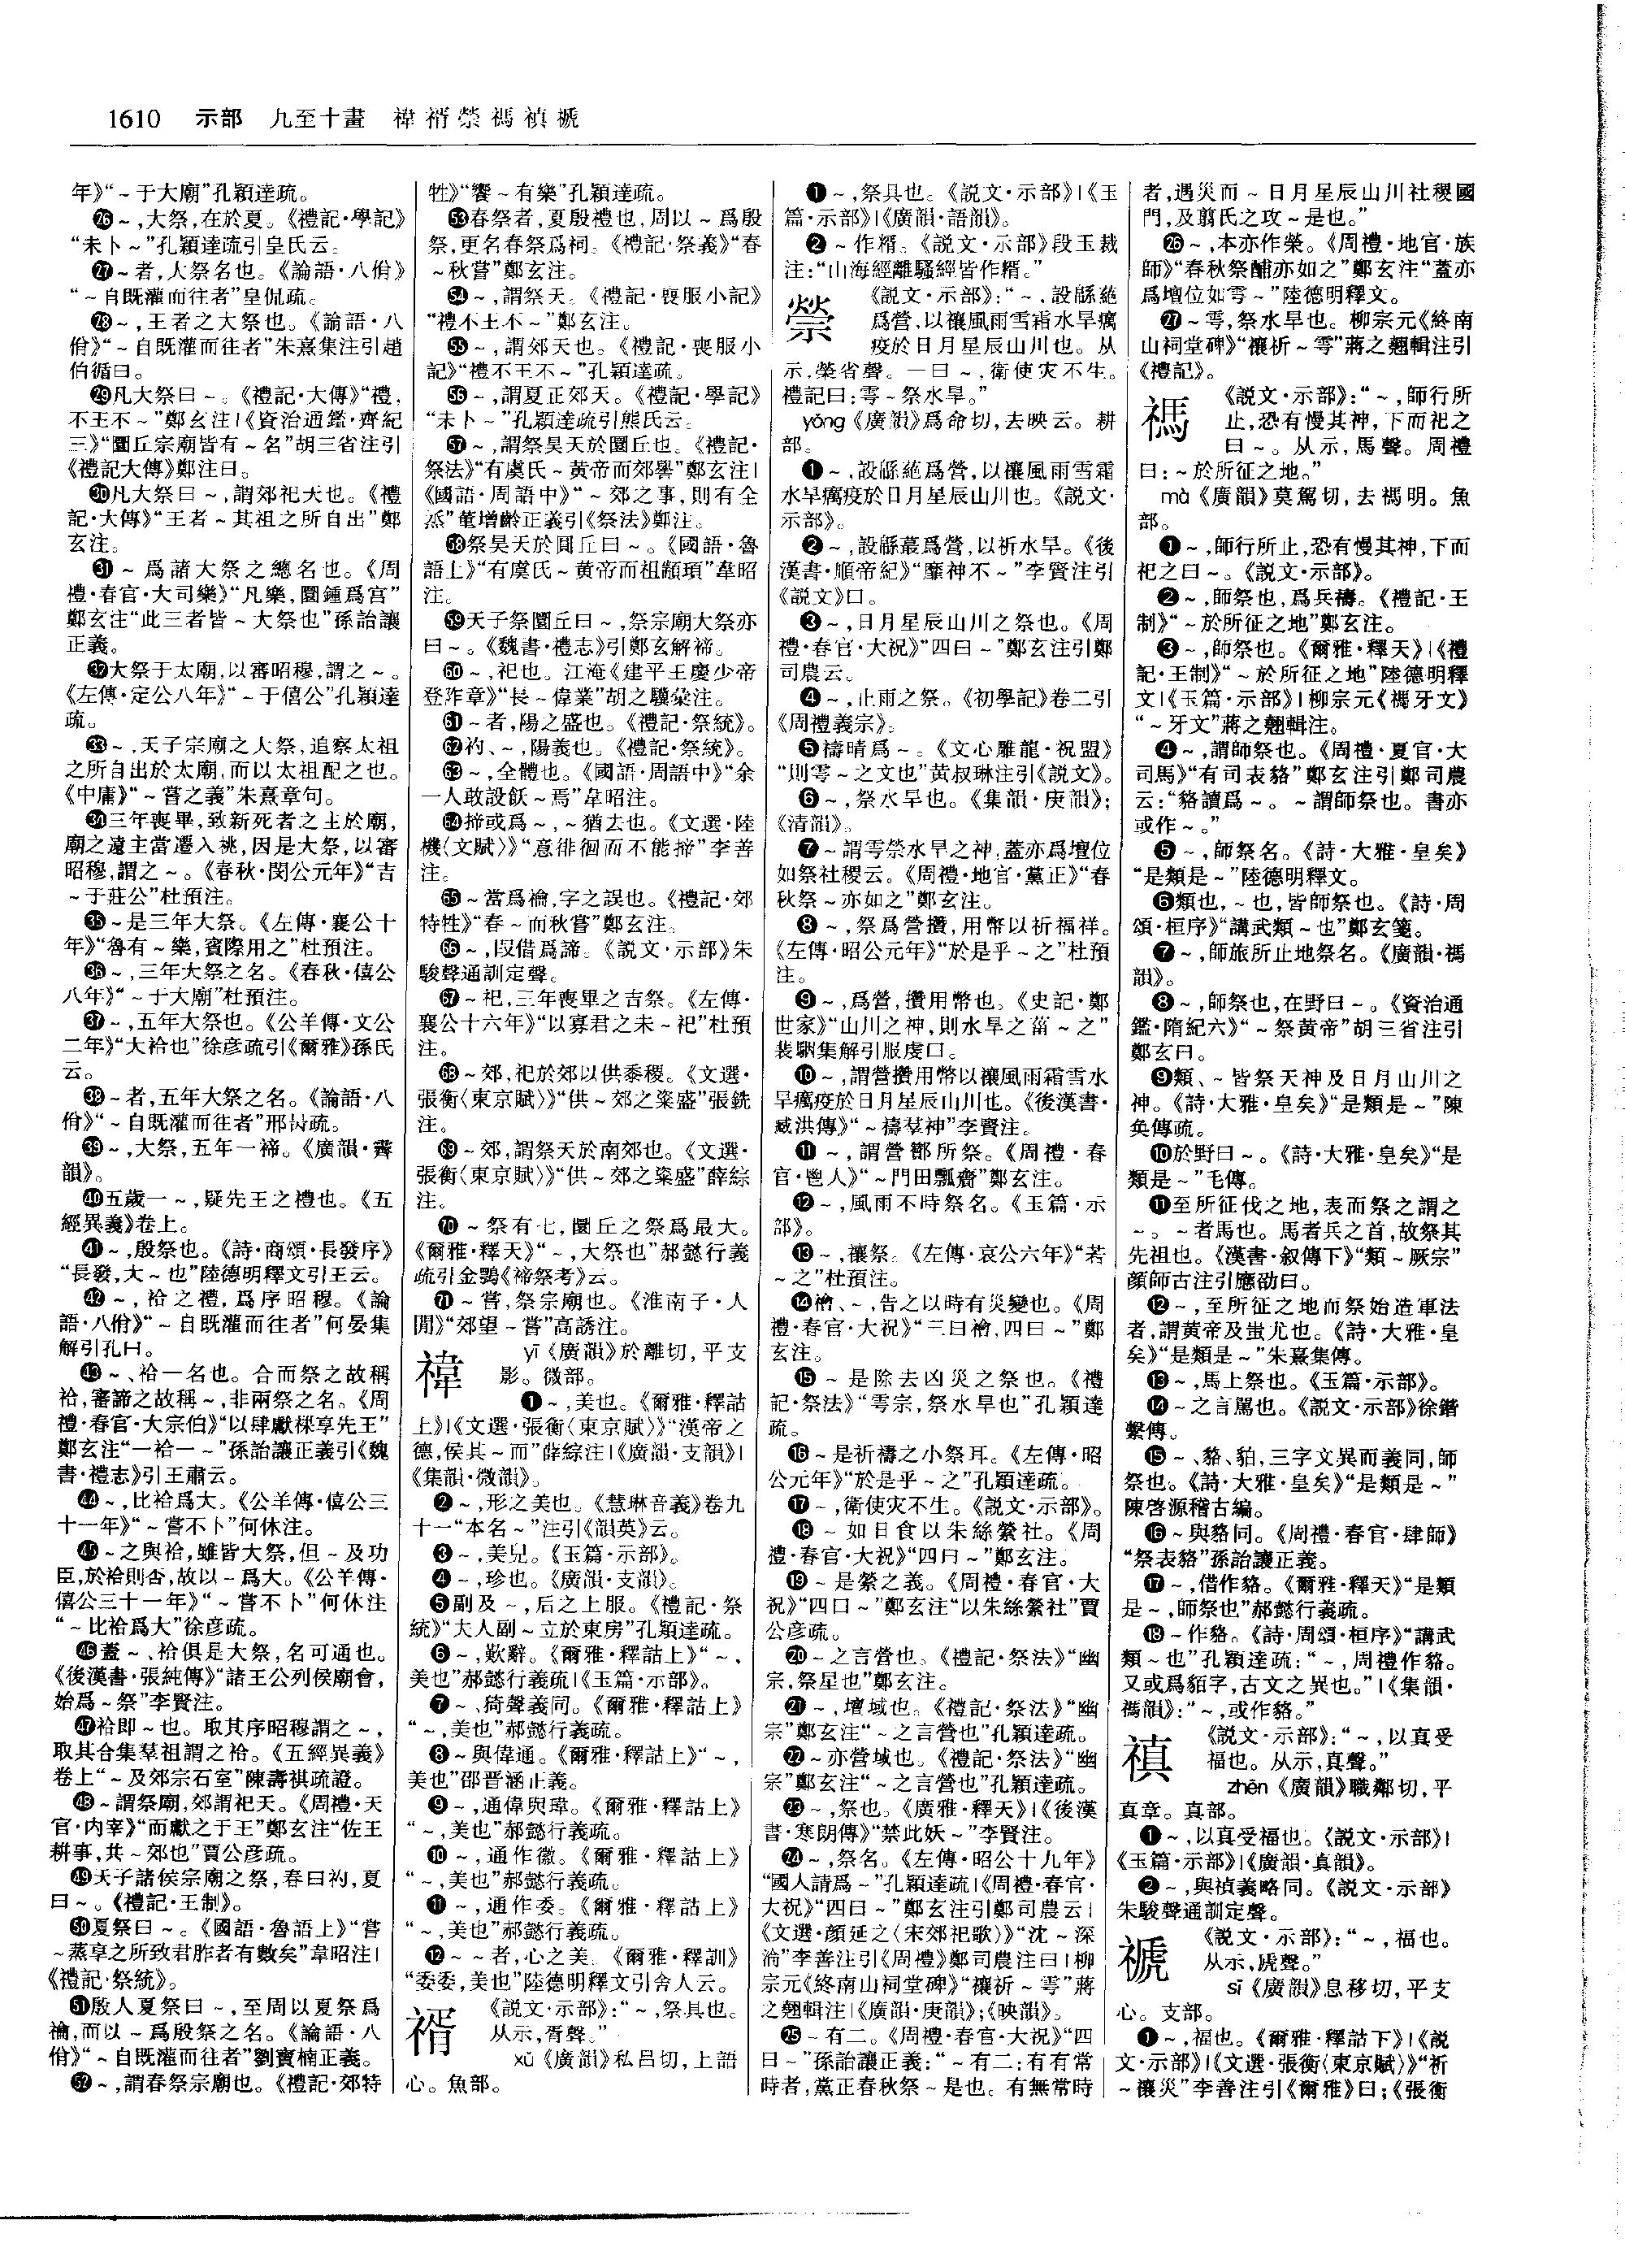 1610 示部 九至十畫 禕禙禜禡禛禠
年》“～于大廟”孔穎達疏。
㉖～,大祭,在於夏。《禮記·學記》
“未卜～”孔穎達疏引皇氏云。
㉗～者,大祭名也。《論語·八佾》
“～自既灌而往者”皇侃疏。
㉘～,王者之大祭也。《論語·八
佾》“～自既灌而往者”朱熹集注引趙
伯循曰。
㉙凡大祭曰～。《禮記·大傳》“禮,
不王不～”鄭玄注|《資治通鑑·齊紀
三》“圜丘宗廟皆有～名”胡三省注引
《禮記大傳》鄭注曰。
㉚凡大祭曰～,謂郊祀天也。《禮
記·大傳》“王者～其祖之所自出”鄭
玄注。
㉛～爲諸大祭之總名也。《周
禮·春官·大司樂》“凡樂,圜鍾爲宫”
鄭玄注“此三者皆～大祭也”孫詒讓
正義。
㉜大祭于太廟,以審昭穆,謂之～。
《左傳·定公八年》“～于僖公”孔穎達
疏。
㉝～,天子宗廟之大祭,追祭太祖
之所自出於太廟,而以太祖配之也。
《中庸》“～嘗之義”朱熹章句。
㉞三年喪畢,致新死者之主於廟,
廟之遠主當遷入祧,因是大祭,以審
昭穆,謂之～。《春秋·閔公元年》“吉
～于莊公”杜預注。
㉟～是三年大祭。《左傳·襄公十
年》“魯有～樂,賓際用之”杜預注。
㊱～,三年大祭之名。《春秋·僖公
八年》“～于大廟”杜預注。
㊲～,五年大祭也。《公羊傳·文公
二年》“大袷也”徐彦疏引《爾雅》孫氏
云。
㊳～者,五年大祭之名。《論語·八
佾》“～自既灌而往者”邢昺疏。
㊴～,大祭,五年一禘。《廣韻·霽
韻》。
㊵五歲一～,疑先王之禮也。《五
經異義》卷上。
㊶～,殷祭也。《詩·商頌·長發序》
“長發,大～也”陸德明釋文引王云。
㊷～,袷之禮,爲序昭穆。《論
語·八佾》“～自既灌而往者”何晏集
解引孔曰。
㊸～、袷一名也。合而祭之故稱
袷,審諦之故稱～,非兩祭之名。《周
禮·春官·大宗伯》“以肆獻祼享先王”
鄭玄注“一袷一～”孫詒讓正義引《魏
書·禮志》引王肅云。
㊹～,比袷爲大。《公羊傳·僖公三
十一年》“～嘗不卜”何休注。
㊺～之與袷,雖皆大祭,但～及功
臣,於袷則否,故以～爲大。《公羊傳·
僖公三十一年》“～嘗不卜”何休注
“～比袷爲大”徐彦疏。
㊻蓋～、袷俱是大祭,名可通也。
《後漢書·張純傳》“諸王公列侯廟會,
始爲～祭”李賢注。
㊼袷即～也。取其序昭穆謂之～,
取其合集羣祖謂之袷。《五經異義》
卷上“～及郊宗石室”陳壽祺疏證。
㊽～謂祭廟,郊謂祀天。《周禮·天
官·内宰》“而獻之于王”鄭玄注“佐王
耕事,共～郊也”賈公彦疏。
㊾天子諸侯宗廟之祭,春曰礿,夏
曰～。《禮記·王制》。
㊿夏祭曰～。《國語·魯語上》“嘗
～蒸享之所致君胙者有數矣”韋昭注|
《禮記·祭統》。
51殷人夏祭曰～,至周以夏祭爲
禴,而以～爲殷祭之名。《論語·八
佾》“～自既灌而往者”劉寶楠正義。
52～,謂春祭宗廟也。《禮記·郊特
牲》“饗～有樂”孔穎達疏。
53春祭者,夏殷禮也,周以～爲殷
祭,更名春祭爲祠。《禮記·祭義》“春
～秋嘗”鄭玄注。
54～,謂祭天。《禮記·喪服小記》
“禮不王不～”鄭玄注。
55～,謂郊天也。《禮記·喪服小
記》“禮不王不～”孔穎達疏。
56～,謂夏正郊天。《禮記·學記》
“未卜～”孔穎達疏引熊氏云。
57～,謂祭昊天於圜丘也。《禮記·
祭法》“有虞氏～黄帝而郊嚳”鄭玄注|
《國語·周語中》“～郊之事,則有全
烝”董增齡正義引《祭法》鄭注。
58祭昊天於圓丘曰～。《國語·魯
語上》“有虞氏～黄帝而祖顓頊”韋昭
注。
59天子祭圜丘曰～,祭宗廟大祭亦
曰～。《魏書·禮志》引鄭玄解禘。
60～,祀也。江淹《建平王慶少帝
登祚章》“長～偉業”胡之驥彙注。
61～者,陽之盛也。《禮記·祭統》。
62礿、～,陽義也。《禮記·祭統》。
63～,全體也。《國語·周語中》“余
一人敢設飫～焉”韋昭注。
64揥或爲～,～猶去也。《文選·陸
機〈文賦〉》“意徘徊而不能揥”李善
注。
65～當爲禴,字之誤也。《禮記·郊
特牲》“春～而秋嘗”鄭玄注。
66～,叚借爲諦。《説文·示部》朱
駿聲通訓定聲。
67～祀,三年喪畢之吉祭。《左傳·
襄公十六年》“以寡君之未～祀”杜預
注。
68～郊,祀於郊以供黍稷。《文選·
張衡〈東京賦〉》“供～郊之粢盛”張銑
注。
69～郊,謂祭天於南郊也。《文選·
張衡〈東京賦〉》“供～郊之粢盛”薛綜
注。
70～祭有七,圜丘之祭爲最大。
《爾雅·釋天》“～,大祭也”郝懿行義
疏引金鶚《禘祭考》云。
71～嘗,祭宗廟也。《淮南子·人
閒》“郊望～嘗”高誘注。
禕 yī《廣韻》於離切,平支
影。微部。
❶～,美也。《爾雅·釋詁
上》|《文選·張衡〈東京賦〉》“漢帝之
德,侯其～而”薛綜注|《廣韻·支韻》|
《集韻·微韻》。
❷～,形之美也。《慧琳音義》卷九
十一“本名～”注引《韻英》云。
❸～,美皃。《玉篇·示部》。
❹～,珍也。《廣韻·支韻》。
❺副及～,后之上服。《禮記·祭
統》“大人副～立於東房”孔穎達疏。
❻～,歎辭。《爾雅·釋詁上》“～,
美也”郝懿行義疏|《玉篇·示部》。
❼～、猗聲義同。《爾雅·釋詁上》
“～,美也”郝懿行義疏。
❽～與偉通。《爾雅·釋詁上》“～,
美也”邵晋涵正義。
❾～,通偉與瑋。《爾雅·釋詁上》
“～,美也”郝懿行義疏。
❿～,通作徽。《爾雅·釋詁上》
“～,美也”郝懿行義疏。
⓫～,通作委。《爾雅·釋詁上》
“～,美也”郝懿行義疏。
⓬～～者,心之美。《爾雅·釋訓》
“委委,美也”陸德明釋文引舍人云。
《説文·示部》:“～,祭具也。
从示,胥聲。”
xǔ《廣韻》私吕切,上語
心。魚部。
❶～,祭具也。《説文·示部》|《玉
篇·示部》|《廣韻·語韻》。
❷～作糈。《説文·示部》段玉裁
注:“山海經離騷經皆作糈。”
禜 《説文·示部》:“～,設緜蕝
爲營,以禳風雨雪霜水旱癘
疫於日月星辰山川也。从
示,榮省聲。一曰～,衛使灾不生。
禮記曰:雩～祭水旱。”
yǒng《廣韻》爲命切,去映云。耕
部。
❶～,設緜蕝爲營,以禳風雨雪霜
水旱癘疫於日月星辰山川也。《説文·
示部》。
❷～,設緜蕞爲營,以祈水旱。《後
漢書·順帝紀》“靡神不～”李賢注引
《説文》曰。
❸～,日月星辰山川之祭也。《周
禮·春官·大祝》“四曰～”鄭玄注引鄭
司農云。
❹～,止雨之祭。《初學記》卷二引
《周禮義宗》。
❺禱晴爲～。《文心雕龍·祝盟》
“則雩～之文也”黄叔琳注引《説文》。
❻～,祭水旱也。《集韻·庚韻》;
《清韻》。
❼～謂雩禜水旱之神,蓋亦爲壇位
如祭社稷云。《周禮·地官·黨正》“春
秋祭～亦如之”鄭玄注。
❽～,祭爲營攢,用幣以祈福祥。
《左傳·昭公元年》“於是乎～之”杜預
注。
❾～,爲營,攢用幣也。《史記·鄭
世家》“山川之神,則水旱之菑～之”
裴駰集解引服虔曰。
❿～,謂營攢用幣以禳風雨霜雪水
旱癘疫於日月星辰山川也。《後漢書·
臧洪傳》“～禱羣神”李賢注。
⓫～,謂營酇所祭。《周禮·春
官·鬯人》“～門用瓢齎”鄭玄注。
⓬～,風雨不時祭名。《玉篇·示
部》。
⓭～,禳祭。《左傳·哀公六年》“若
～之”杜預注。
⓮禬、～,告之以時有災變也。《周
禮·春官·大祝》“三曰禬,四曰～”鄭
玄注。
⓯～是除去凶災之祭也。《禮
記·祭法》“雩宗,祭水旱也”孔穎達
疏。
⓰～是祈禱之小祭耳。《左傳·昭
公元年》“於是乎～之”孔穎達疏。
⓱～,衛使灾不生。《説文·示部》。
⓲～如日食以朱絲縈社。《周
禮·春官·大祝》“四曰～”鄭玄注。
⓳～是縈之義。《周禮·春官·大
祝》“四曰～”鄭玄注“以朱絲縈社”賈
公彦疏。
⓴～之言營也。《禮記·祭法》“幽
宗,祭星也”鄭玄注。
㉑～,壇域也。《禮記·祭法》“幽
宗”鄭玄注“～之言營也”孔穎達疏。
㉒～亦營域也。《禮記·祭法》“幽
宗”鄭玄注“～之言營也”孔穎達疏。
㉓～,祭也。《廣雅·釋天》|《後漢
書·寒朗傳》“禁此妖～”李賢注。
㉔～,祭名。《左傳·昭公十九年》
“國人請爲～”孔穎達疏|《周禮·春官·
大祝》“四曰～”鄭玄注引鄭司農云|
《文選·顔延之〈宋郊祀歌〉》“沈～深
淪”李善注引《周禮》鄭司農注曰|柳
宗元《終南山祠堂碑》“禳祈～雩”蔣
之翹輯注|《廣韻·庚韻》;《映韻》。
㉕～有二。《周禮·春官·大祝》“四
曰～”孫詒讓正義:“～有二:有有常
時者,黨正春秋祭～是也。有無常時
者,遇災而～日月星辰山川社稷國
門,及翦氏之攻～是也。”
㉖～,本亦作榮。《周禮·地官·族
師》“春秋祭酺亦如之”鄭玄注“蓋亦
爲壇位如雩～”陸德明釋文。
㉗～雩,祭水旱也。柳宗元《終南
山祠堂碑》“禳祈～雩”蔣之翹輯注引
《禮記》。
禡 《説文·示部》:“～,師行所
止,恐有慢其神,下而祀之
曰～。从示,馬聲。周禮
曰:～於所征之地。”
mà《廣韻》莫駕切,去禡明。魚
部。
❶～,師行所止,恐有慢其神,下而
祀之曰～。《説文·示部》。
❷～,師祭也,爲兵禱。《禮記·王
制》“～於所征之地”鄭玄注。
❸～,師祭也。《爾雅·釋天》|《禮
記·王制》“～於所征之地”陸德明釋
文|《玉篇·示部》|柳宗元《禡牙文》
“～牙文”蔣之翹輯注。
❹～,謂師祭也。《周禮·夏官·大
司馬》“有司表貉”鄭玄注引鄭司農
云:“貉讀爲～。～謂師祭也。書亦
或作～。”
❺～,師祭名。《詩·大雅·皇矣》
“是類是～”陸德明釋文。
❻類也,～也,皆師祭也。《詩·周
頌·桓序》“講武類～也”鄭玄箋。
❼～,師旅所止地祭名。《廣韻·禡
韻》。
❽～,師祭也,在野曰～。《資治通
鑑·隋紀六》“～祭黄帝”胡三省注引
鄭玄曰。
❾類、～皆祭天神及日月山川之
神。《詩·大雅·皇矣》“是類是～”陳
奂傳疏。
❿於野曰～。《詩·大雅·皇矣》“是
類是～”毛傳。
⓫至所征伐之地,表而祭之謂之
～。～者馬也。馬者兵之首,故祭其
先祖也。《漢書·叙傳下》“類～厥宗”
顔師古注引應劭曰。
⓬～,至所征之地而祭始造軍法
者,謂黄帝及蚩尤也。《詩·大雅·皇
矣》“是類是～”朱熹集傳。
⓭～,馬上祭也。《玉篇·示部》。
⓮～之言罵也。《説文·示部》徐鍇
繫傳。
⓯～、貉、貊,三字文異而義同,師
祭也。《詩·大雅·皇矣》“是類是～”
陳啓源稽古編。
⓰～與貉同。《周禮·春官·肆師》
“祭表貉”孫詒讓正義。
⓱～,借作貉。《爾雅·釋天》“是類
是～,師祭也”郝懿行義疏。
⓲～作貉。《詩·周頌·桓序》“講武
類～也”孔穎達疏:“～,周禮作貉。
又或爲貊字,古文之異也。”|《集韻·
禡韻》:“～,或作貉。”
禛 《説文·示部》:“～,以真受
福也。从示,真聲。”
zhēn《廣韻》職鄰切,平
真章。真部。
❶～,以真受福也。《説文·示部》|
《玉篇·示部》|《廣韻·真韻》。
❷～,與禎義略同。《説文·示部》
朱駿聲通訓定聲。
禠 《説文·示部》:“～,福也。
从示,虒聲。”
sī《廣韻》息移切,平支
心。支部。
❶～,福也。《爾雅·釋詁下》|《説
文·示部》|《文選·張衡〈東京賦〉》“祈
～禳災”李善注引《爾雅》曰;《張衡